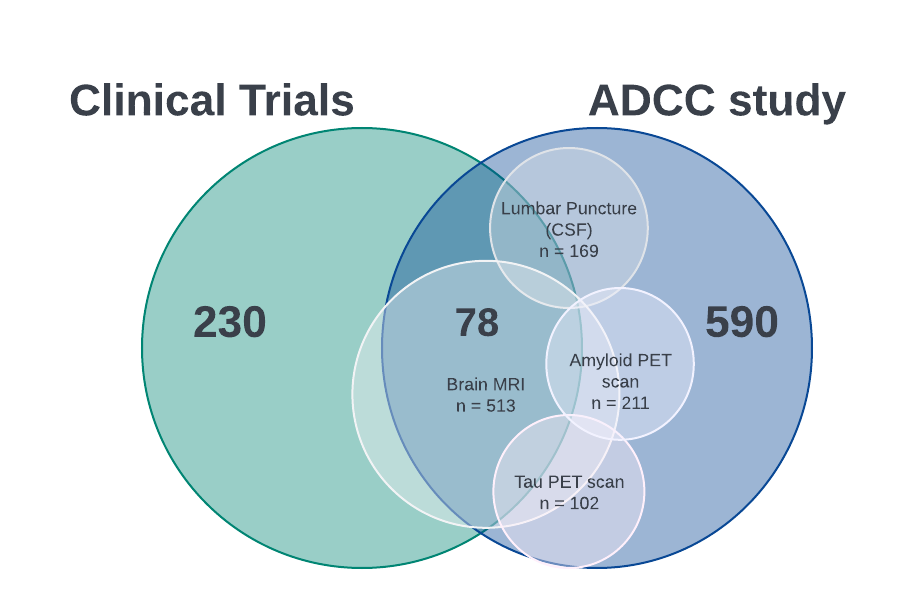 Clinical Trials
ADCC study
Lumbar Puncture
(CSF)
n = 169
230
78
590
Brain MRI
n = 513
Amyloid PET
scan
n = 211
Tau PET scan
n = 102